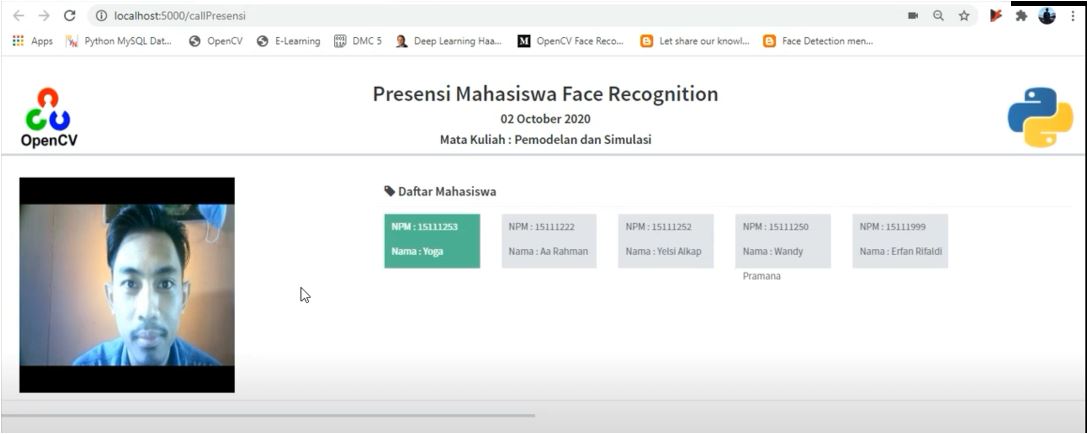 localhost:5000/callPresensi
Apps Python MySQL Dat... OpenCV E-Learning DMC 5 Deep Learning Haa... M OpenCV Face Reco... Let share our knowl... Face Detection men...
Presensi Mahasiswa Face Recognition
02 October 2020
Mata Kuliah : Pemodelan dan Simulasi
OpenCV
Daftar Mahasiswa
NPM : 15111253
Nama : Yoga
NPM : 15111222
Nama : Aa Rahman
NPM : 15111252
Nama : Yelsi Alkap
NPM : 15111250
Nama : Wandy
Pramana
NPM : 15111999
Nama : Erfan Rifaldi